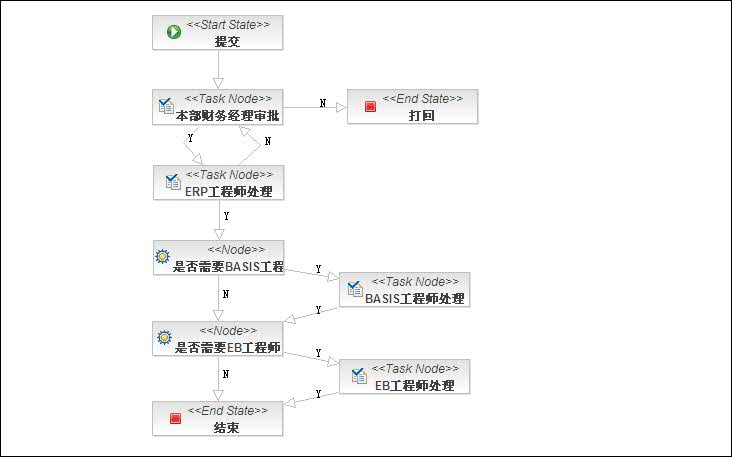 <<Start State>>
提交
<<Task Node>>
本部财务经理审批
N
<<End State>>
打回
Y
N
<<Task Node>>
ERP工程师处理
Y
<<Node>>
是否需要BASIS工程
Y
<<Task Node>>
BASIS工程师处理
N
Y
<<Node>>
是否需要EB工程师
Y
<<Task Node>>
EB工程师处理
N
Y
<<End State>>
结束